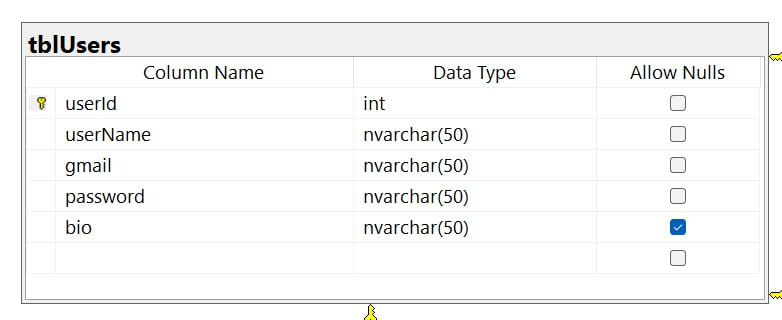 tblUsers
Column Name Data Type Allow Nulls
userId int
userName nvarchar(50)
gmail nvarchar(50)
password nvarchar(50)
bio nvarchar(50)